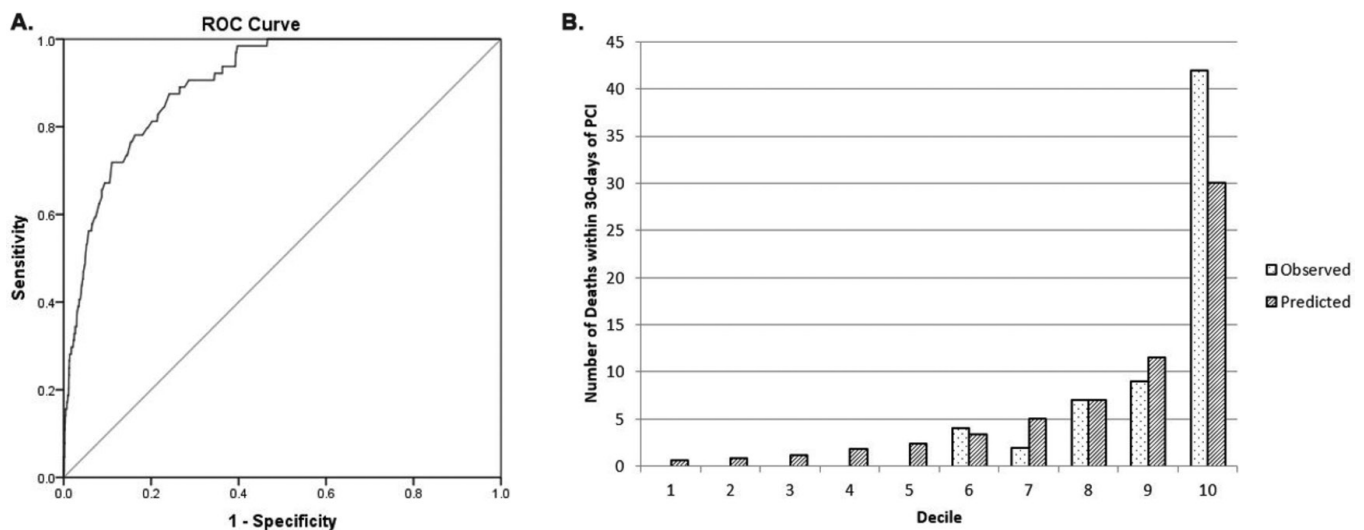 A.
ROC Curve
1.0
0.8
0.6
0.4
0.2
0.0
Sensitivity
0.0 0.2 0.4 0.6 0.8 1.0
1 - Specificity
B.
45
40
35
30
25
20
15
10
5
0
Number of Deaths within 30-days of PCI
1 2 3 4 5 6 7 8 9 10
Decile
Observed
Predicted